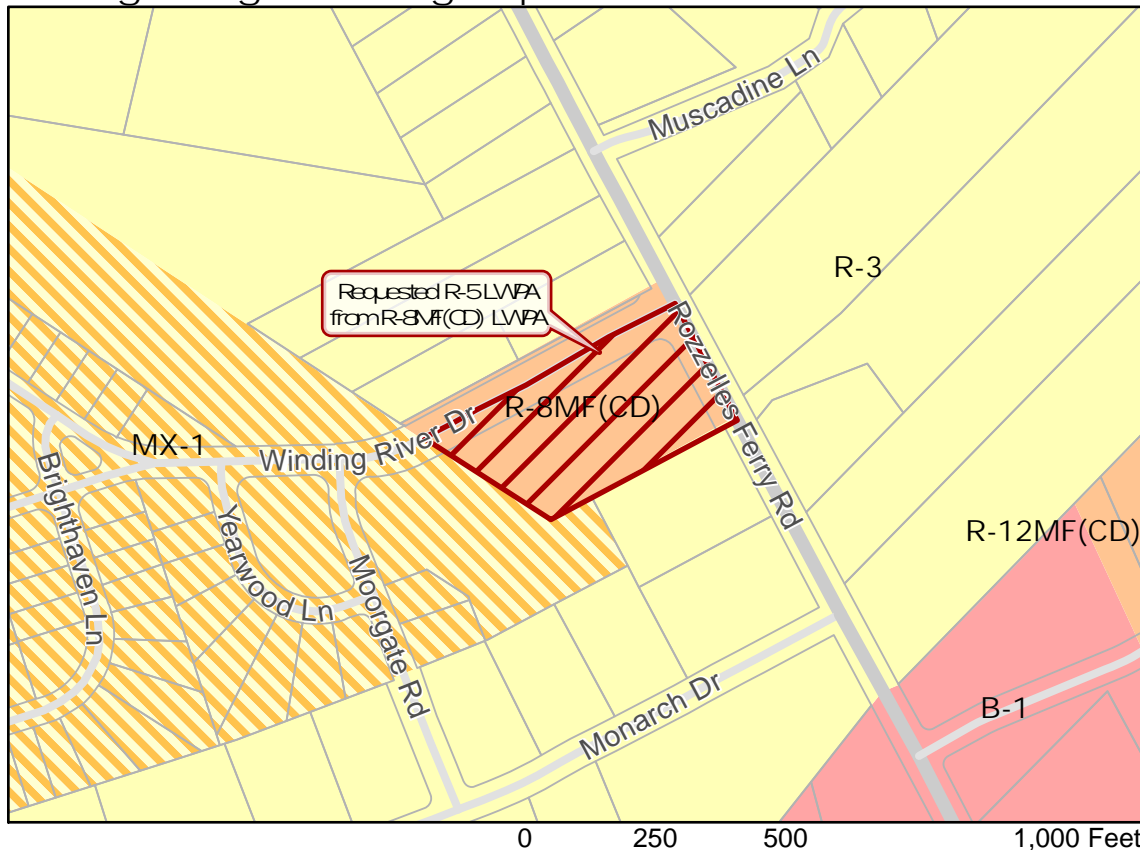 Muscadine Ln
R-3
Requested R-5 LWPA
from R-8MF(CD) LWPA
Rozzelles Ferry Rd
R-8MF(CD)
MX-1
Winding River Dr
Brighthaven Ln
Yearwood Ln
Moorgate Rd
R-12MF(CD)
Monarch Dr
B-1
0 250 500 1,000 Feet